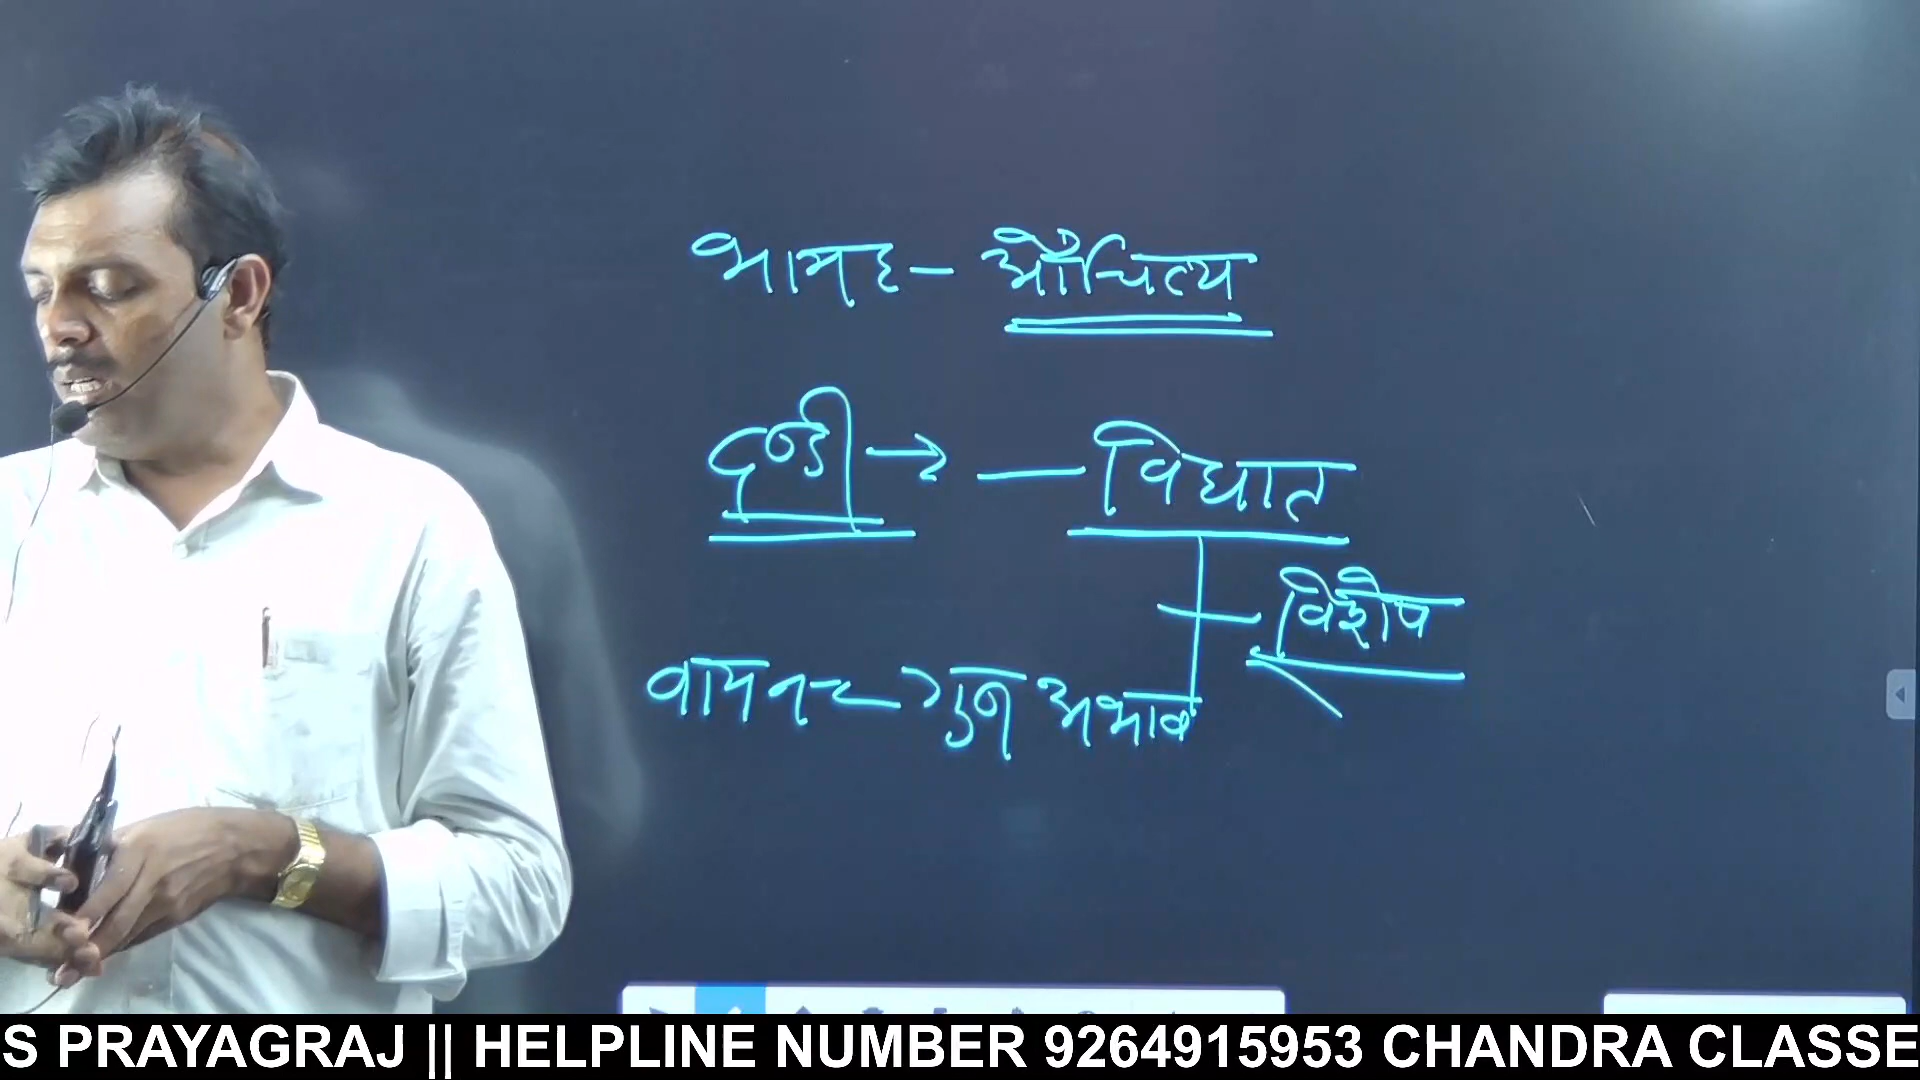 भामह – औचित्य
दण्डी → — विघात
विशेष
वामन – गुण अभाव
S PRAYAGRAJ || HELPLINE NUMBER 9264915953 CHANDRA CLASSE